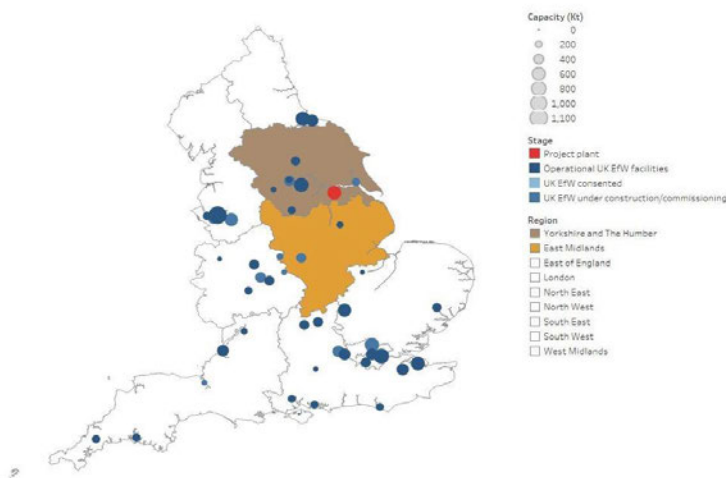 Capacity (Kt)
0
200
400
600
800
1,000
1,100
Stage
Project plant
Operational UK EfW facilities
UK EfW consented
UK EfW under construction/commissioning
Region
Yorkshire and The Humber
East Midlands
East of England
London
North East
North West
South East
South West
West Midlands